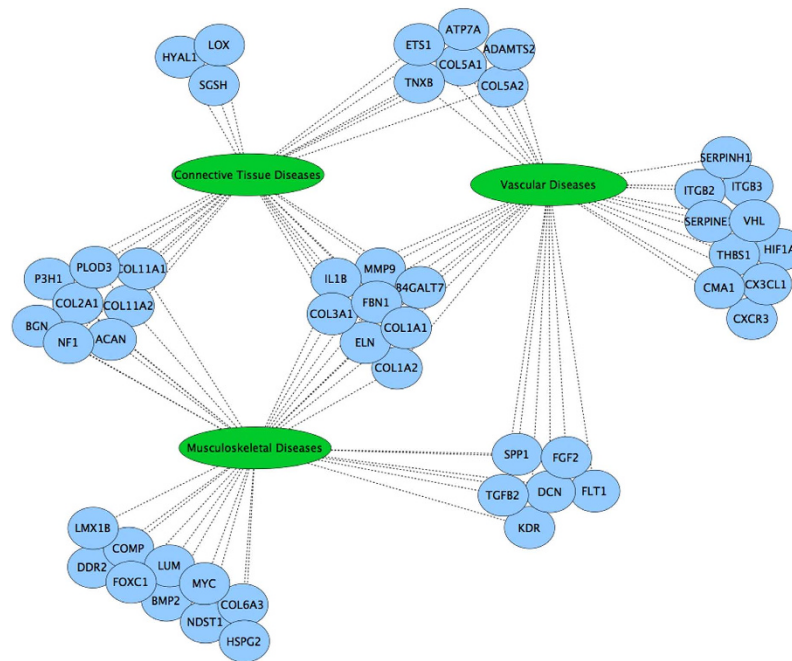 LOX
HYAL1
SGSH
ATP7A
ETS1
ADAMTS2
COL5A1
TNXB
COL5A2
Connective Tissue Diseases
Vascular Diseases
SERPINH1
ITGB2
ITGB3
SERPINE
VHL
HIF1A
THBS1
CMA1
CX3CL1
CXCR3
PLOD3
COL11A1
P3H1
COL2A1
COL11A2
BGN
NF1
ACAN
MMP9
IL1B
B4GALT7
FBN1
COL3A1
COL1A1
ELN
COL1A2
Musculoskeletal Diseases
SPP1
FGF2
TGFB2
DCN
FLT1
KDR
LMX1B
COMP
LUM
DDR2
FOXC1
MYC
BMP2
COL6A3
NDST1
HSPG2